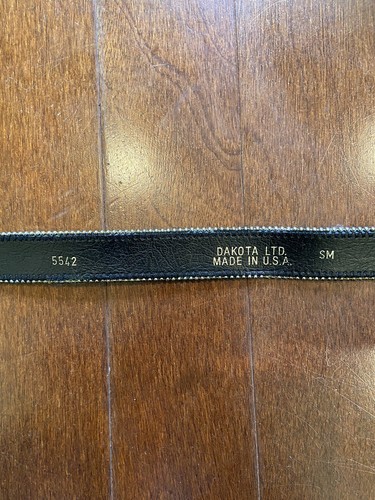 5542
DAKOTA LTD.
MADE IN U.S.A.
SM